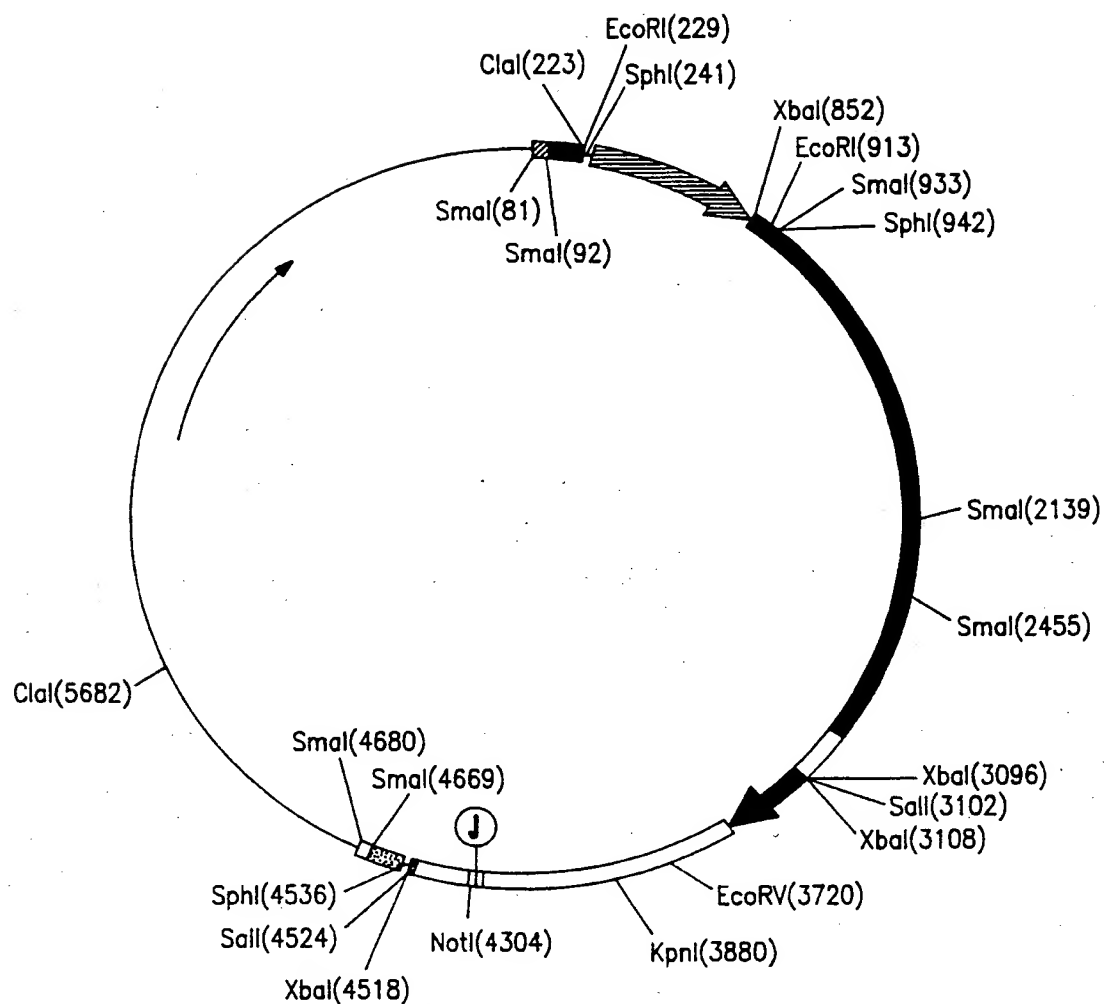 EcoRI(229)
ClaI(223)
SphI(241)
XbaI(852)
EcoRI(913)
SmaI(933)
SphI(942)
SmaI(81)
SmaI(92)
SmaI(2139)
SmaI(2455)
ClaI(5682)
SmaI(4680)
SmaI(4669)
XbaI(3096)
SalI(3102)
XbaI(3108)
J
SphI(4536)
SalI(4524)
XbaI(4518)
NotI(4304)
EcoRV(3720)
KpnI(3880)